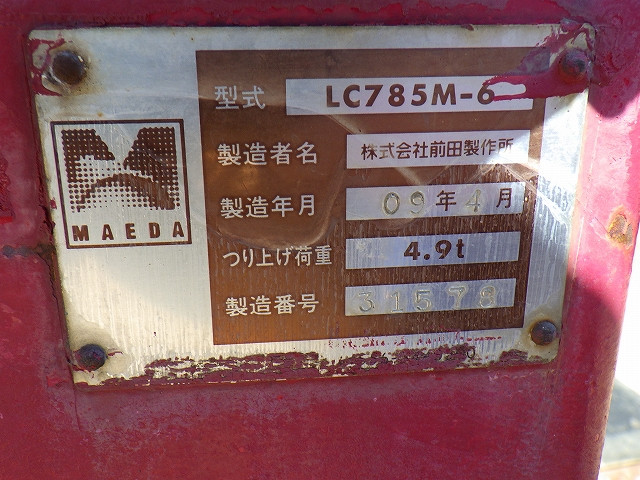 型式 LC785M-6
製造者名 株式会社前田製作所
製造年月 09年4月
つり上げ荷重 4.9t
製造番号 31578
MAEDA